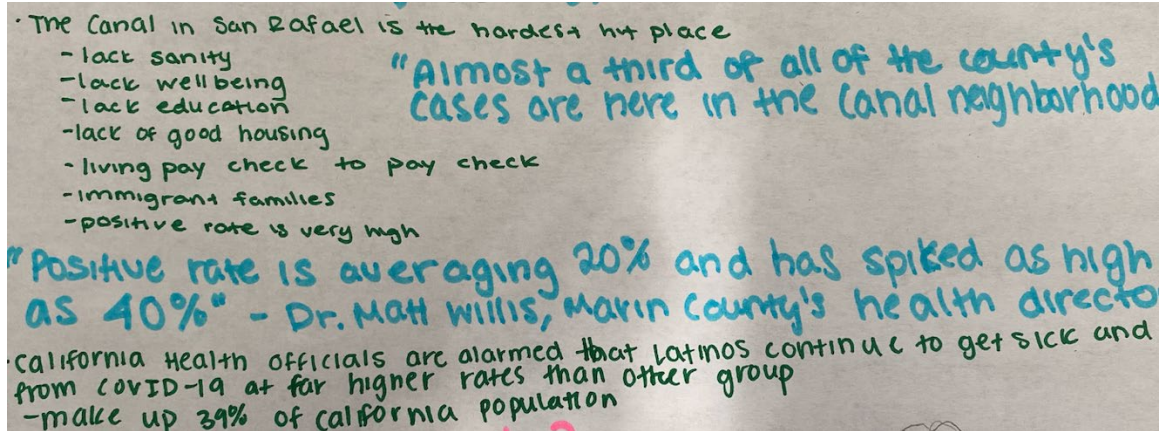 · The Canal in San Rafael is the hardest hit place
- lack sanity
- lack wellbeing
- lack education
- lack of good housing
- living pay check to pay check
- immigrant families
- positive rate is very high
"Almost a third of all of the county's
cases are here in the Canal neighborhood
"Positive rate is averaging 20% and has spiked as high
as 40%" - Dr. Matt Willis, Marin County's health directo
· California Health officials are alarmed that Latinos continue to get sick and
from COVID-19 at far higher rates than other group
- make up 39% of California population